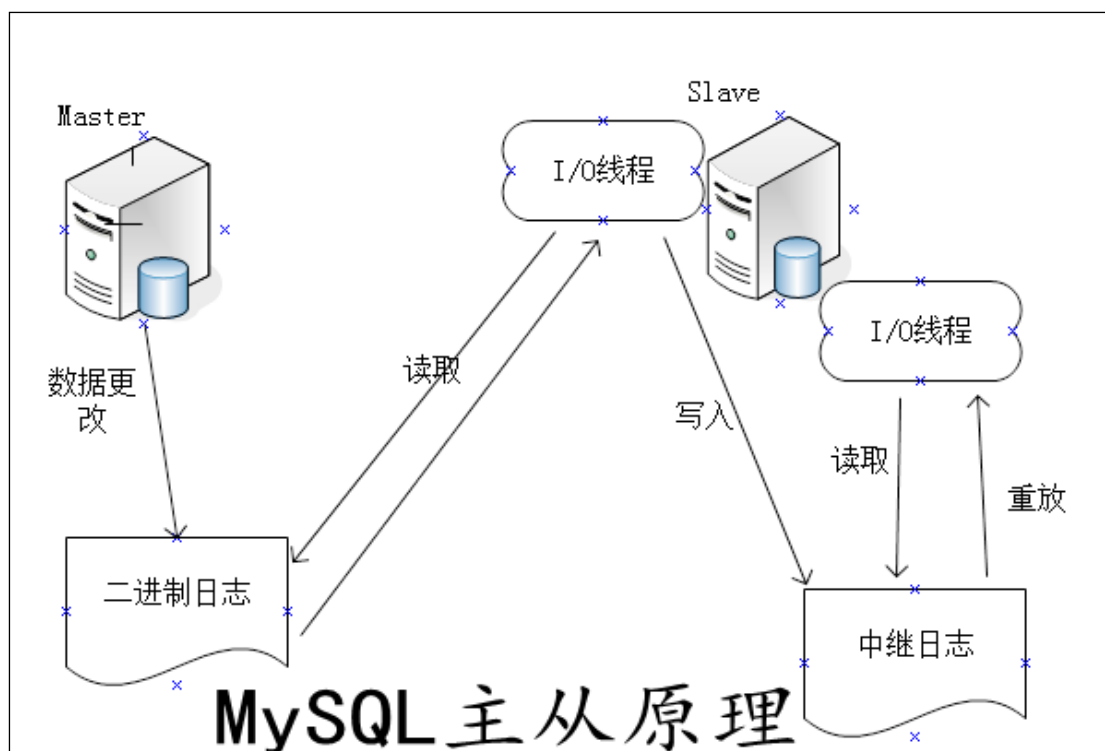 Master
Slave
I/O线程
I/O线程
数据更
改
读取
写入
读取
重放
二进制日志
中继日志
MySQL主从原理